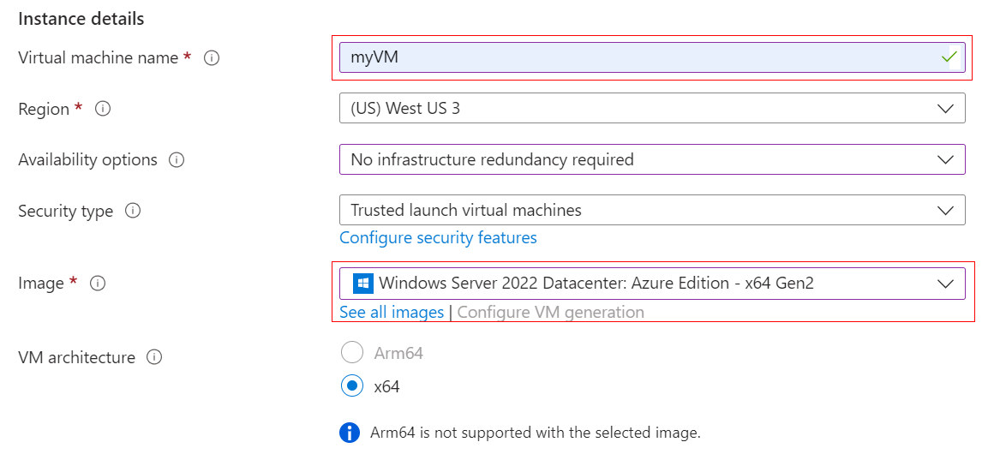 Instance details
Virtual machine name * myVM
Region * (US) West US 3
Availability options No infrastructure redundancy required
Security type Trusted launch virtual machines
Configure security features
Image * Windows Server 2022 Datacenter: Azure Edition - x64 Gen2
See all images | Configure VM generation
VM architecture Arm64
x64
Arm64 is not supported with the selected image.